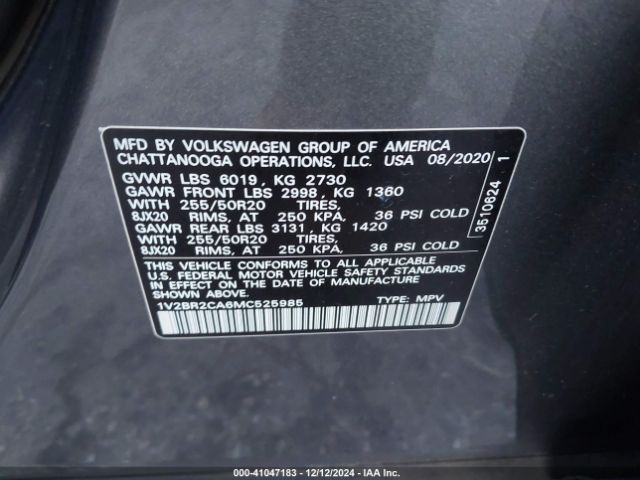 MFD BY VOLKSWAGEN GROUP OF AMERICA
CHATTANOOGA OPERATIONS, LLC. USA 08/2020
GVWR LBS 6019, KG 2730
GAWR FRONT LBS 2998, KG 1360
WITH 255/50R20 TIRES,
8JX20 RIMS, AT 250 KPA, 36 PSI COLD
GAWR REAR LBS 3131, KG 1420
WITH 255/50R20 TIRES,
8JX20 RIMS, AT 250 KPA, 36 PSI COLD
THIS VEHICLE CONFORMS TO ALL APPLICABLE
U.S. FEDERAL MOTOR VEHICLE SAFETY STANDARDS
IN EFFECT ON THE DATE OF MANUFACTURE
SHOWN ABOVE.
1V2BR2CA6MC525985 TYPE: MPV
3510624 1
000-41047183 - 12/12/2024 - IAA Inc.